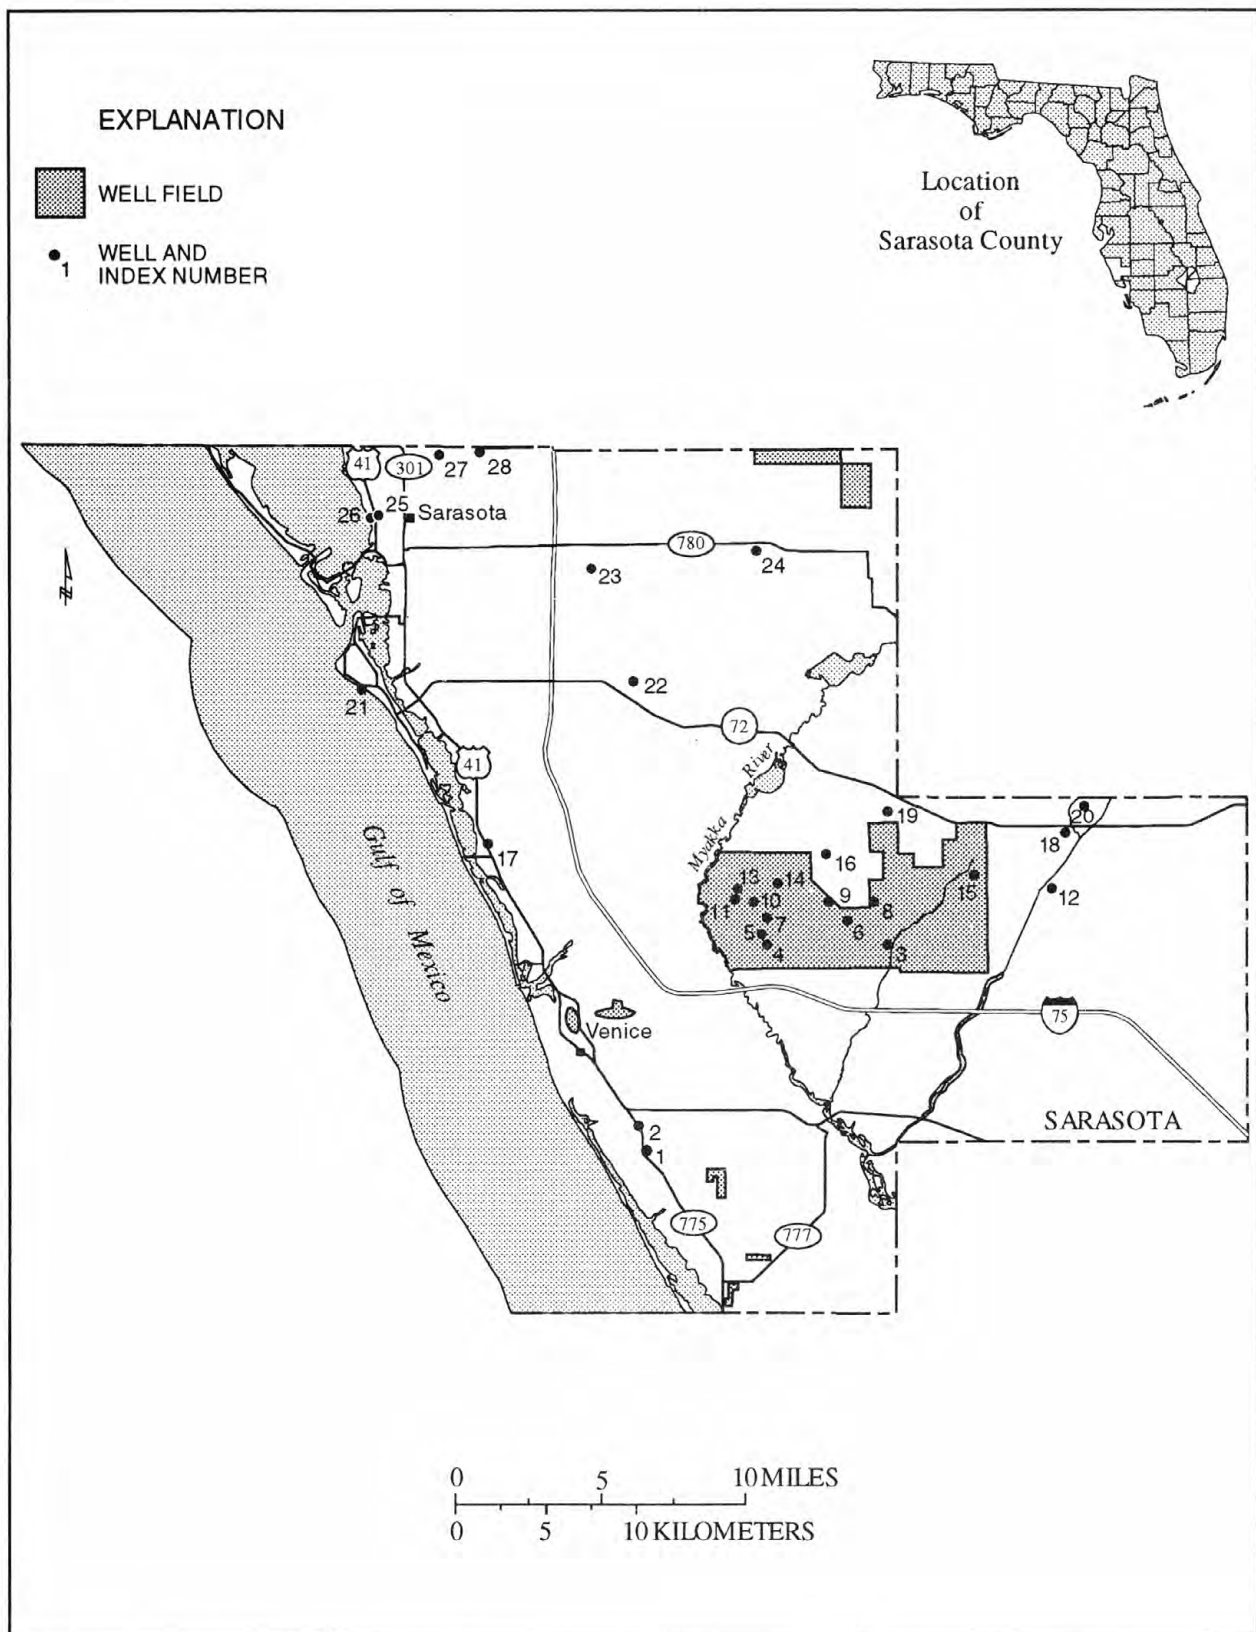 EXPLANATION
WELL FIELD
1
WELL AND
INDEX NUMBER
Location
of
Sarasota County
41
301
27
28
26
25
Sarasota
780
24
23
N
22
21
72
41
River
Myakka
19
20
18
17
16
Gulf of Mexico
13
14
15
12
11
10
9
8
7
6
5
4
3
75
Venice
SARASOTA
2
1
775
777
0 5 10 MILES
0 5 10 KILOMETERS